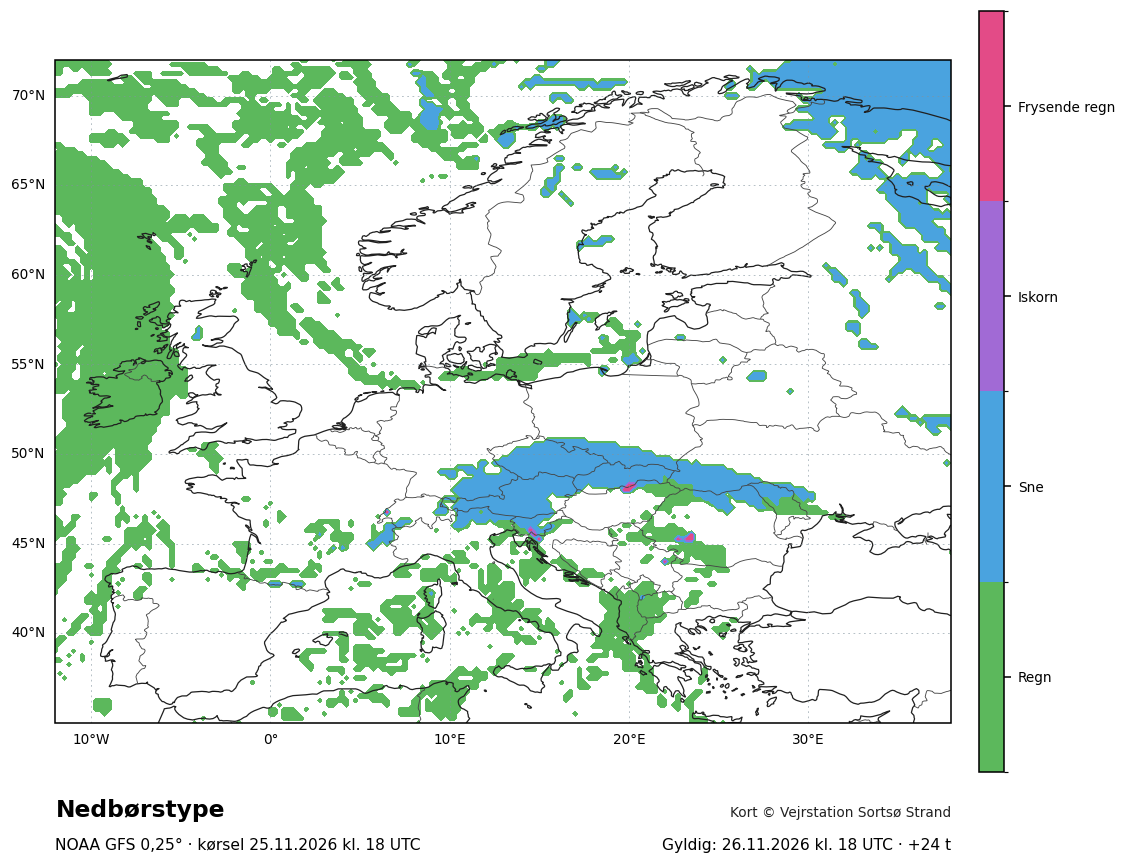 Frysende regn
Iskorn
Sne
Regn
70°N
65°N
60°N
55°N
50°N
45°N
40°N
10°W
0°
10°E
20°E
30°E
Nedbørstype
Kort © Vejrstation Sortsø Strand
NOAA GFS 0,25° · kørsel 25.11.2026 kl. 18 UTC
Gyldig: 26.11.2026 kl. 18 UTC · +24 t